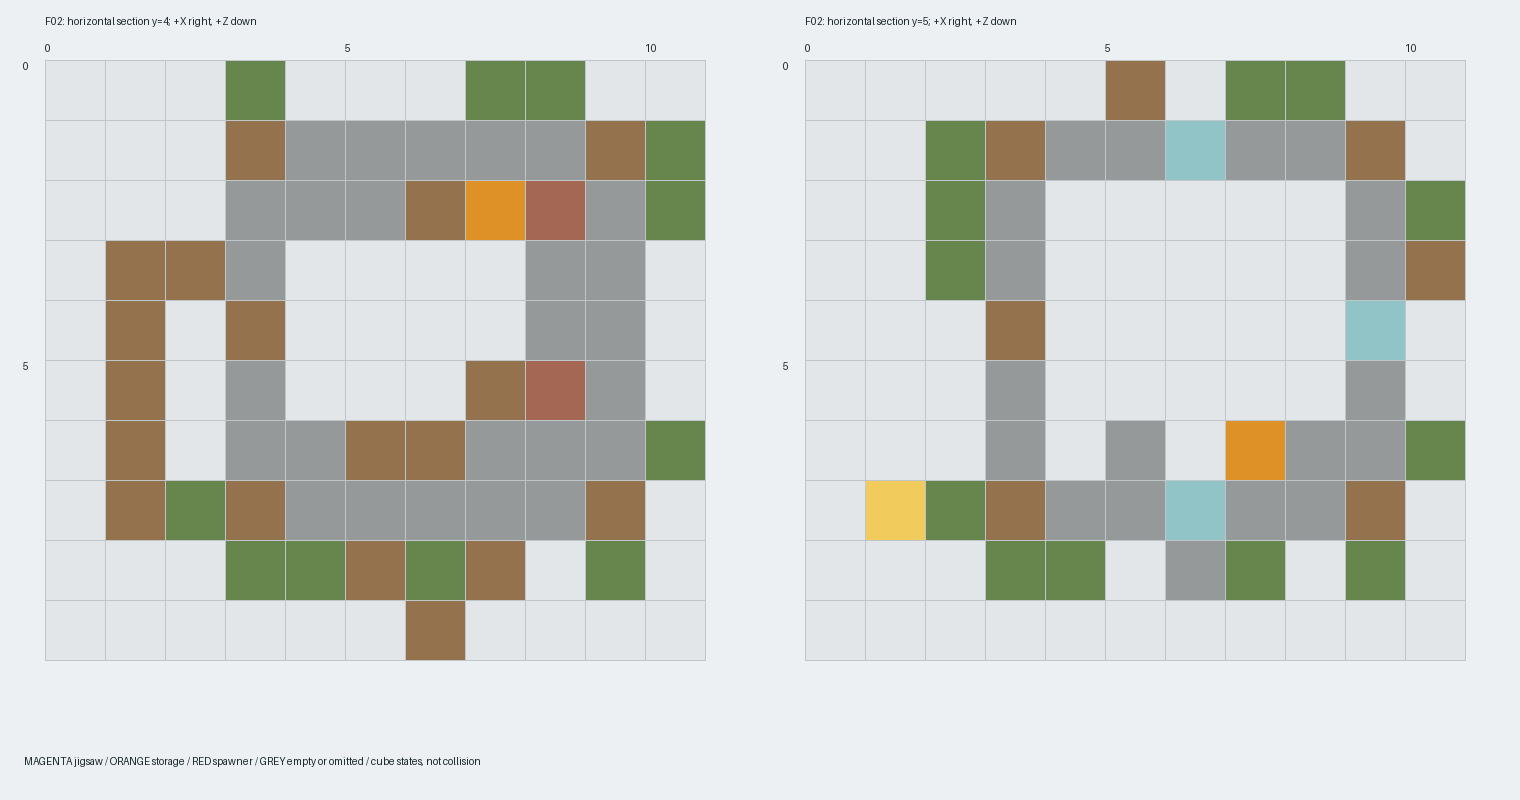 F02: horizontal section y=4; +X right, +Z down
F02: horizontal section y=5; +X right, +Z down
0 5 10
0 5 10
0
0
5
5
MAGENTA jigsaw / ORANGE storage / RED spawner / GREY empty or omitted / cube states, not collision